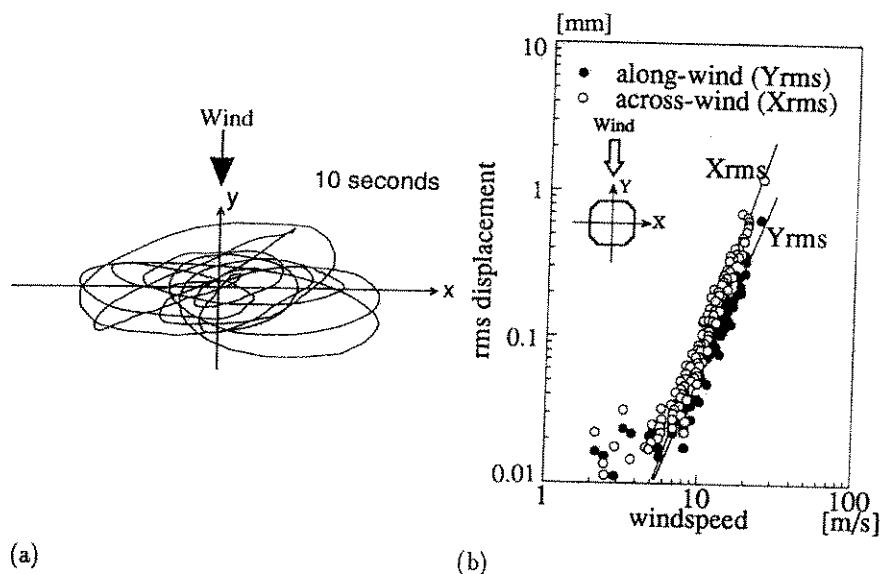 Wind
10 seconds
y
x
(a)
[mm]
10
1
0.1
0.01
rms displacement
along-wind (Yrms)
across-wind (Xrms)
Wind
Y
X
Xrms
Yrms
1
10
100
windspeed
[m/s]
(b)